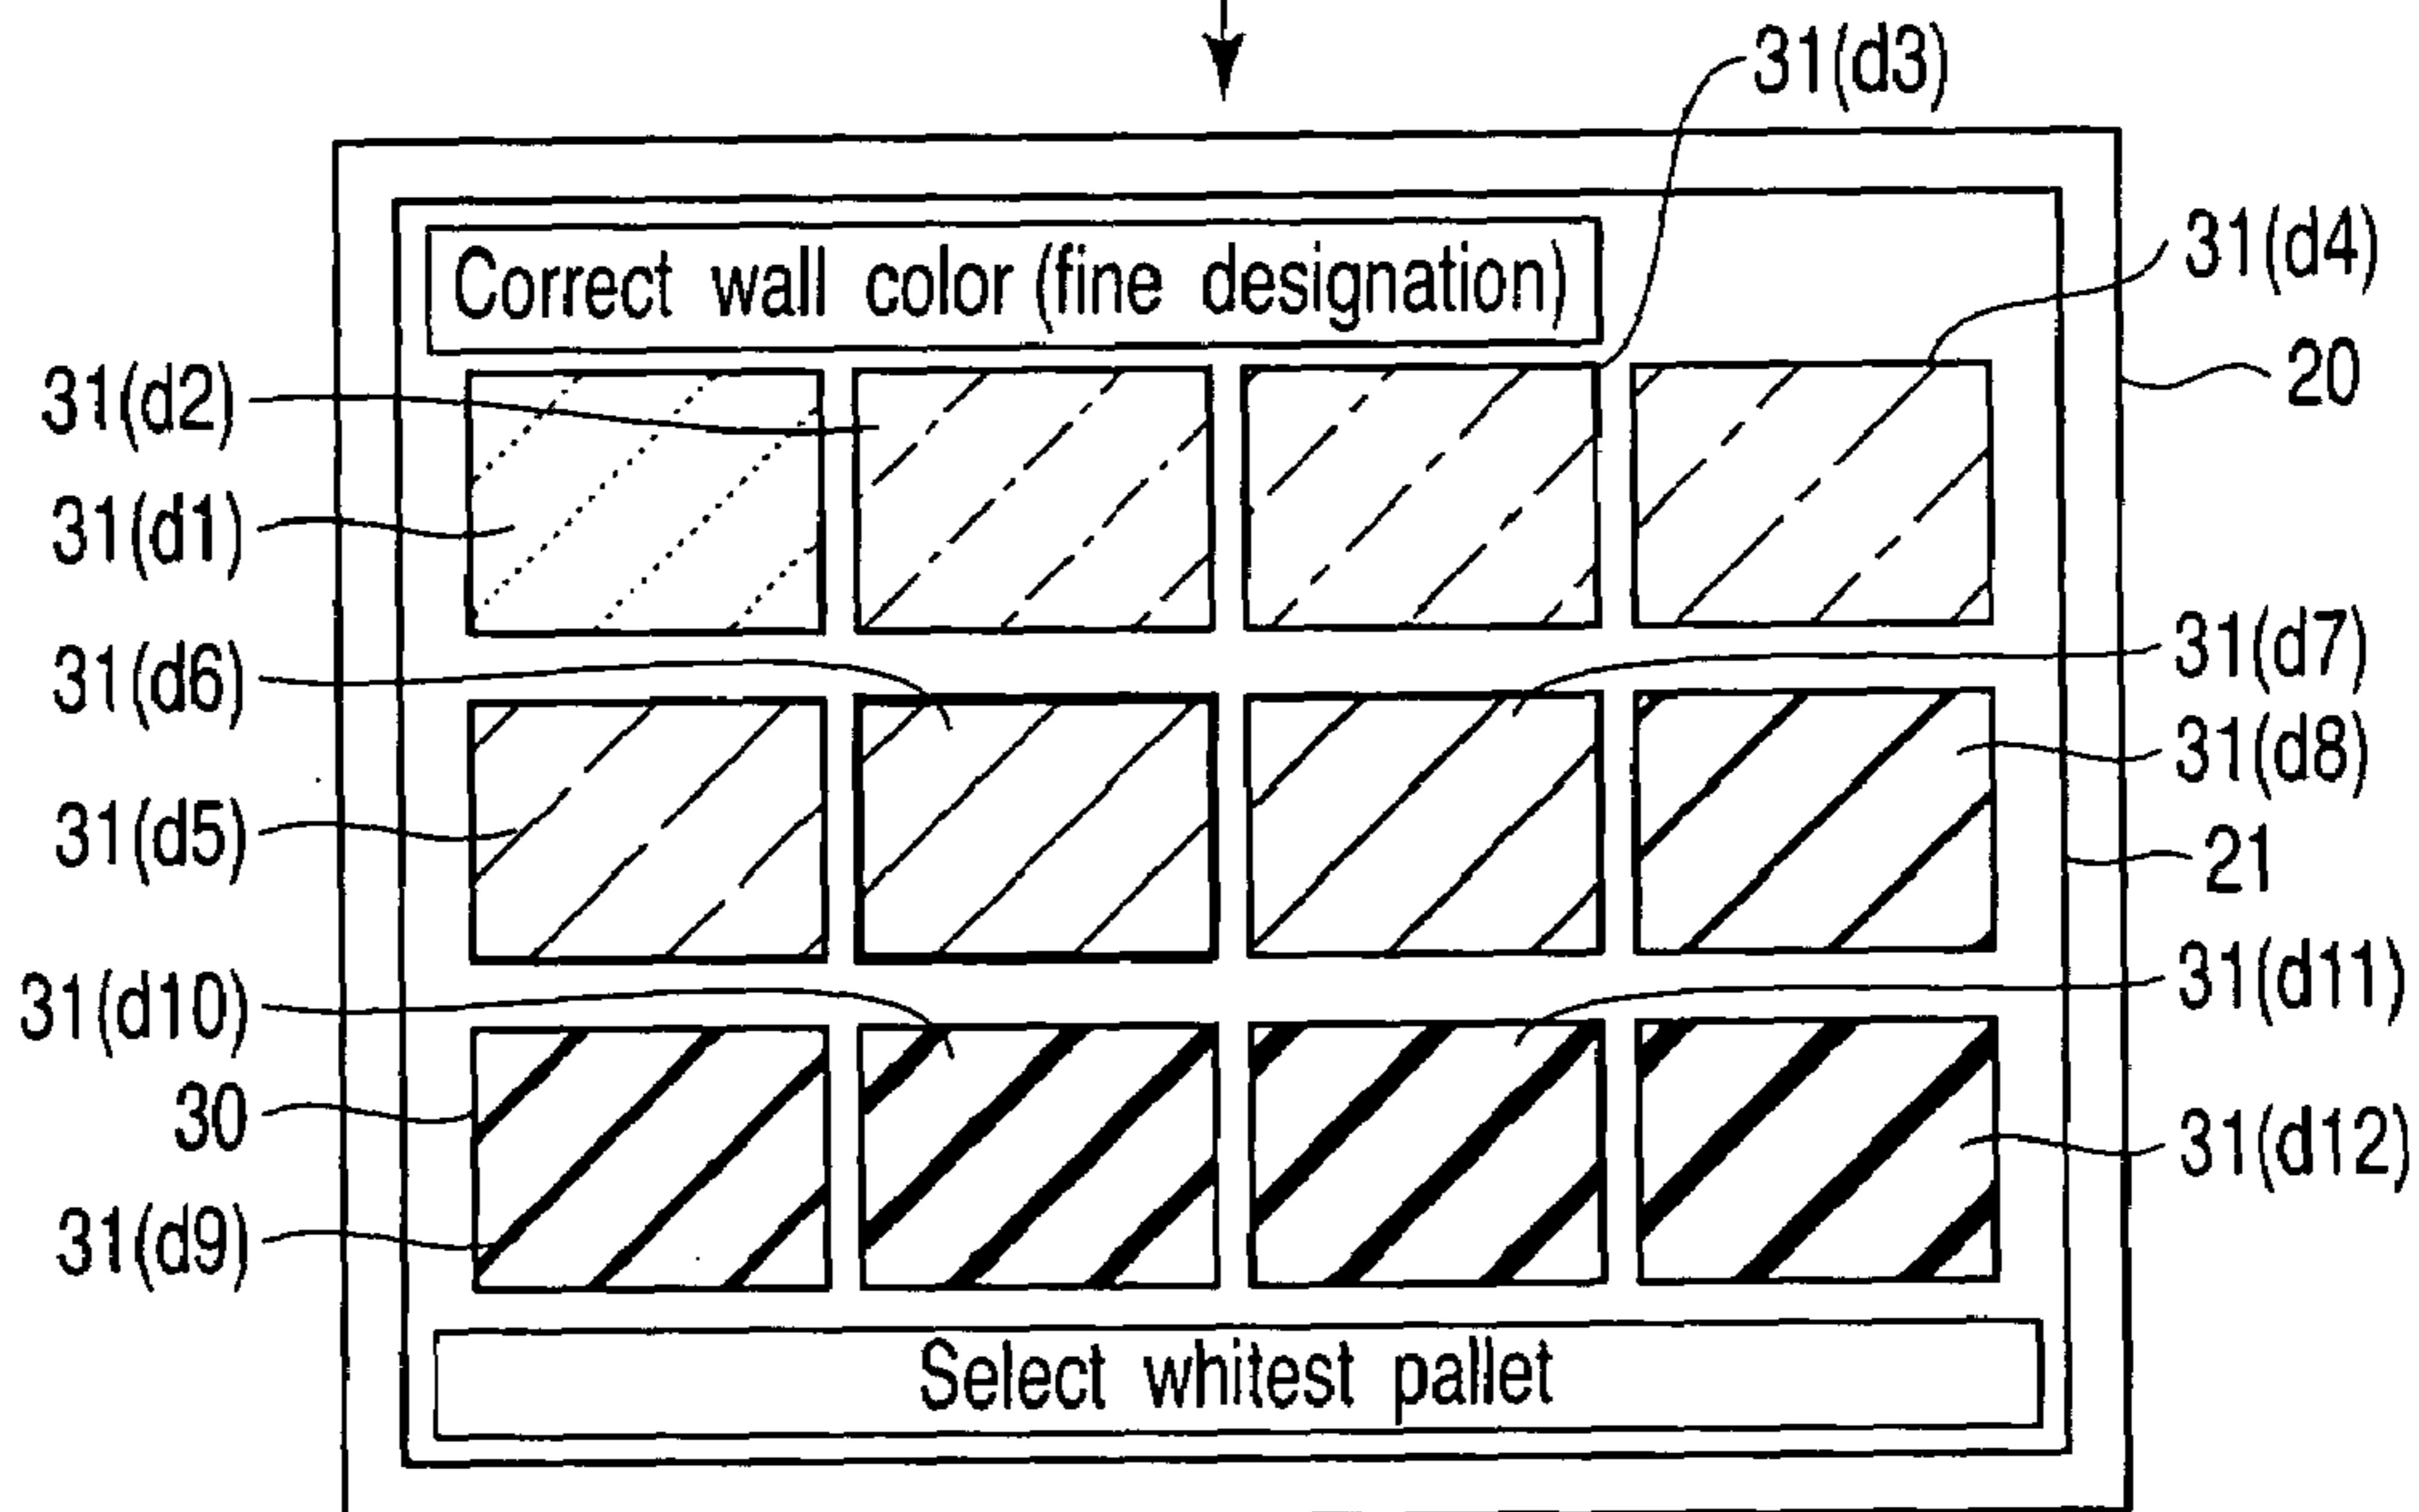 31(d3)
Correct wall color (fine designation)
31(d4)
20
31(d2)
31(d1)
31(d6)
31(d7)
31(d8)
31(d5)
21
31(d10)
31(d11)
30
31(d12)
31(d9)
Select whitest pallet